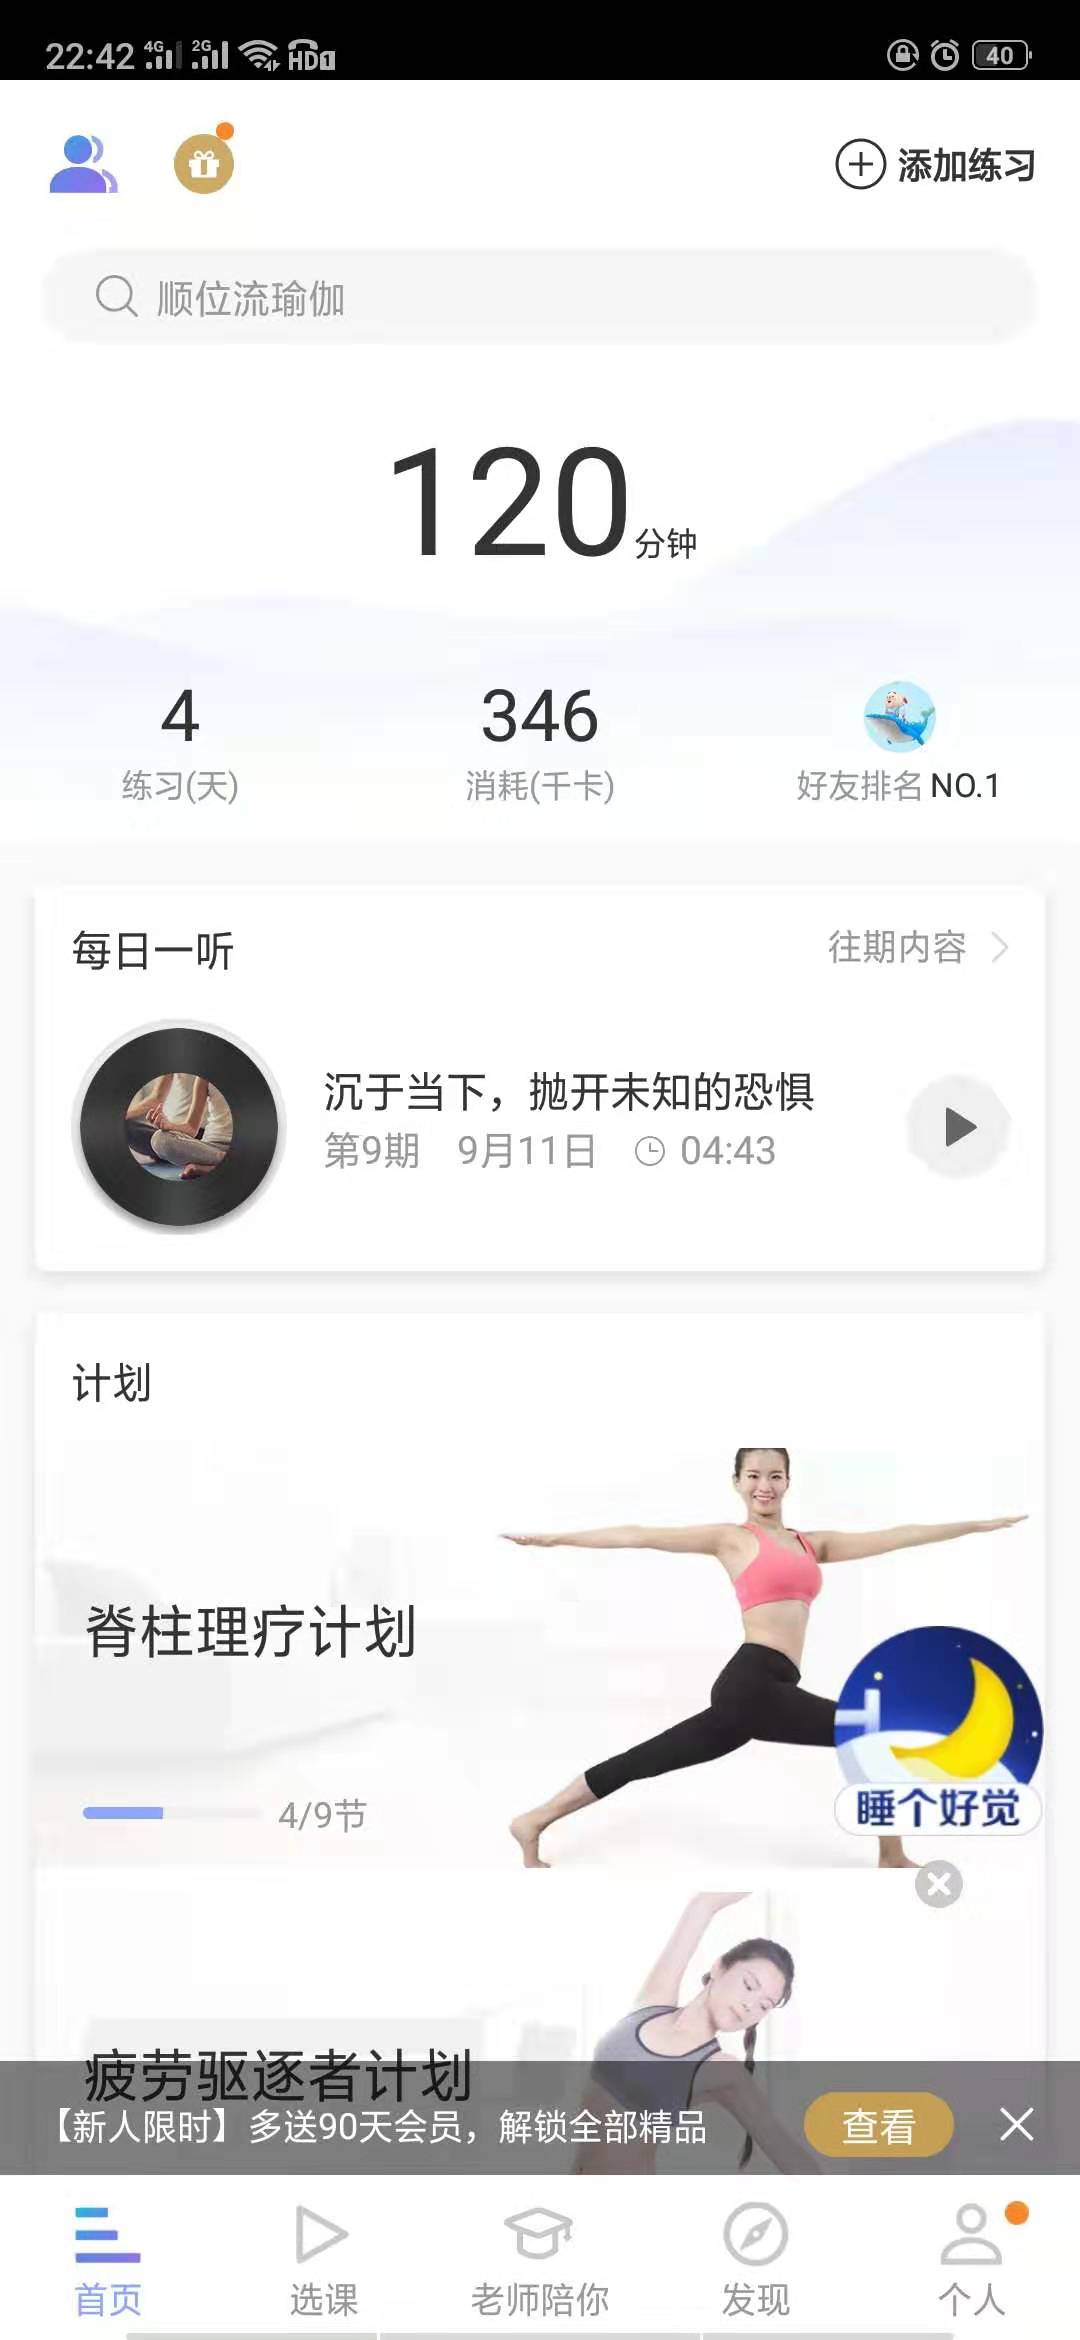 22:42 4G 2G HD1 40
添加练习
顺位流瑜伽
120分钟
4 346
练习(天) 消耗(千卡) 好友排名 NO.1
每日一听 往期内容
沉于当下，抛开未知的恐惧
第9期 9月11日 04:43
计划
脊柱理疗计划
睡个好觉
4/9节
疲劳驱逐者计划
【新人限时】多送90天会员，解锁全部精品 查看
首页 选课 老师陪你 发现 个人